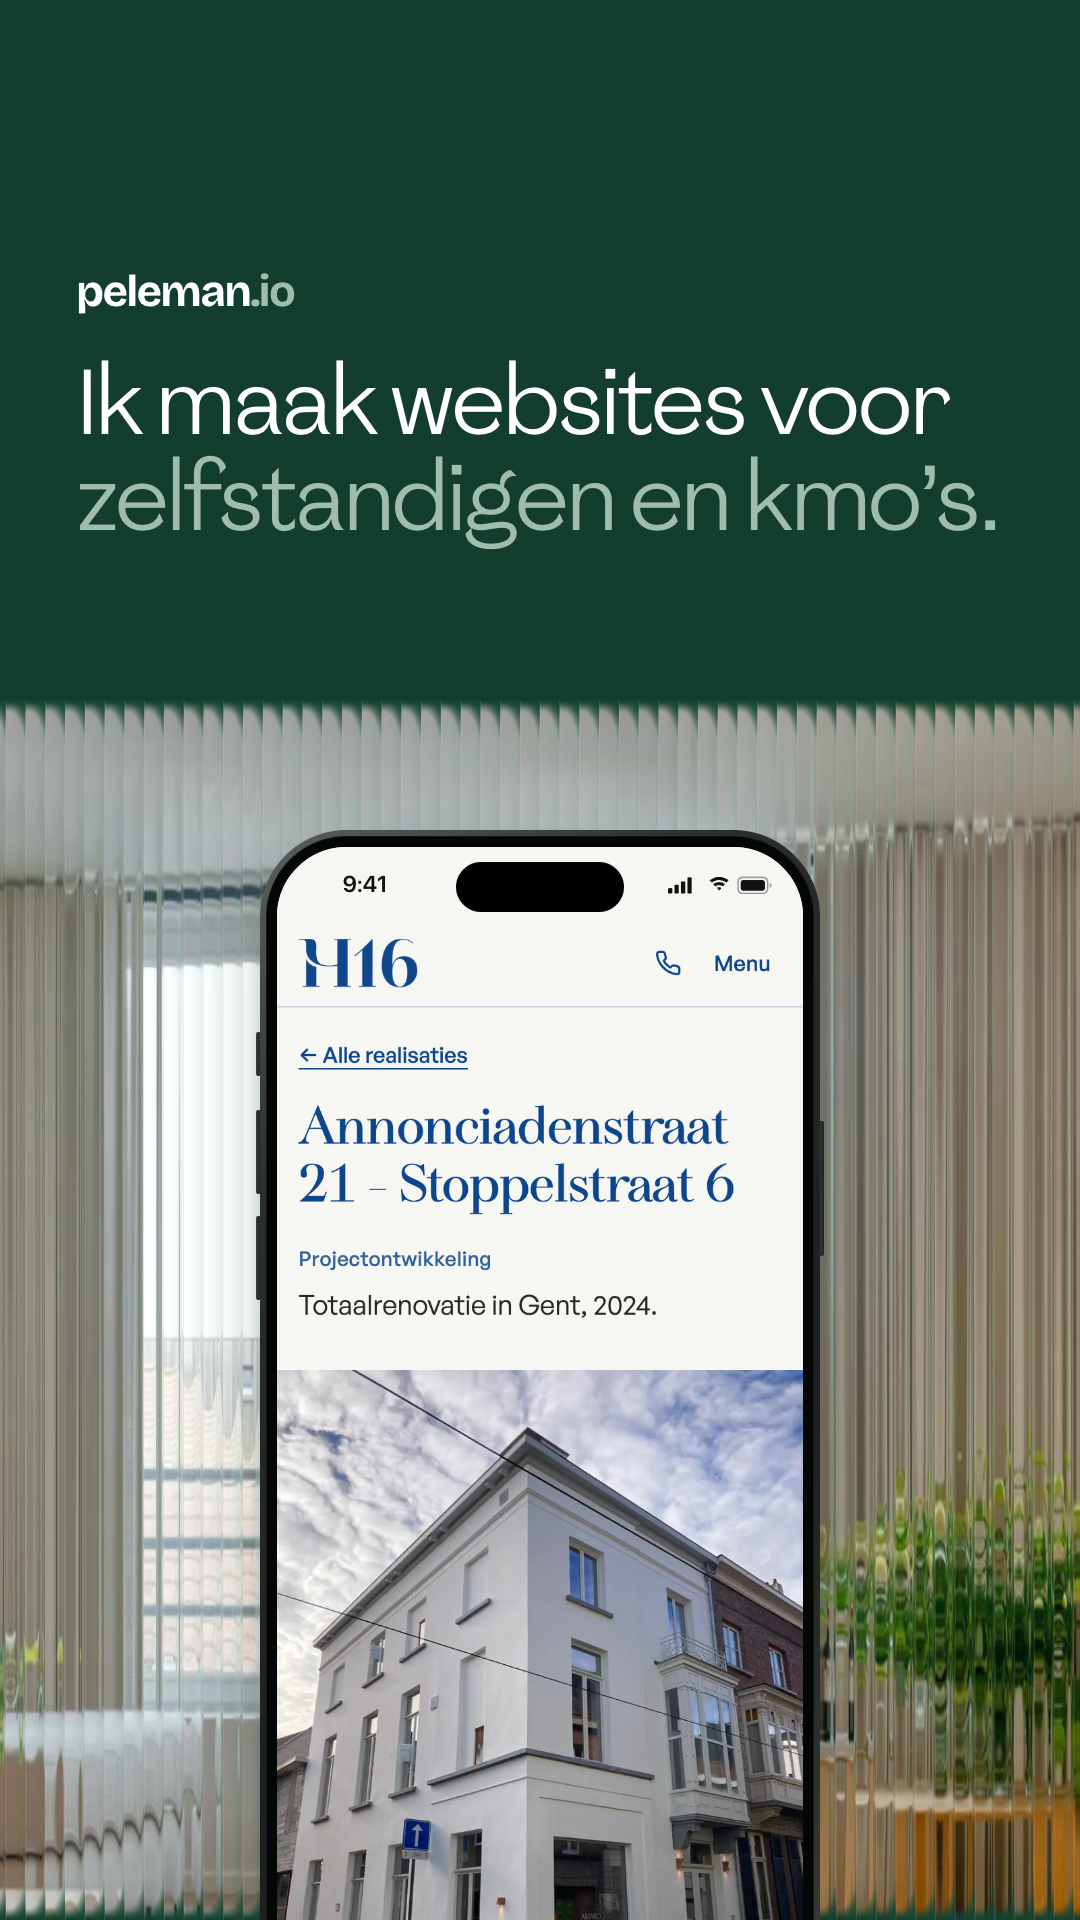 peleman.io
Ik maak websites voor
zelfstandigen en kmo’s.
9:41
H16
Menu
← Alle realisaties
Annonciadenstraat
21 – Stoppelstraat 6
Projectontwikkeling
Totaalrenovatie in Gent, 2024.